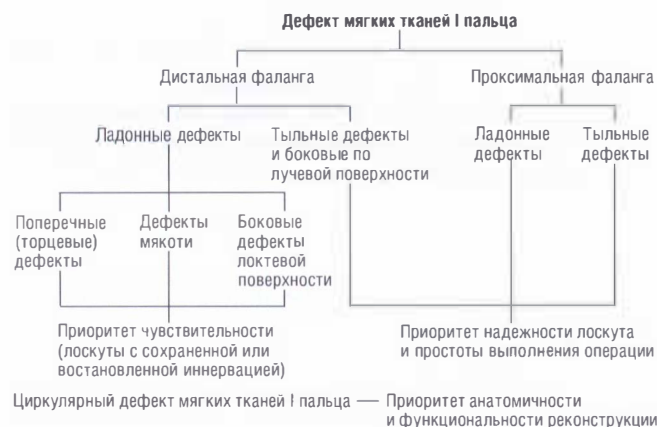 Дефект мягких тканей I пальца
Дистальная фаланга
Проксимальная фаланга
Ладонные дефекты
Тыльные дефекты
и боковые по
лучевой поверхности
Ладонные
дефекты
Тыльные
дефекты
Поперечные
(торцевые)
дефекты
Дефекты
мякоти
Боковые
дефекты
локтевой
поверхности
Приоритет чувствительности
(лоскуты с сохраненной или
востановленной иннервацией)
Приоритет надежности лоскута
и простоты выполнения операции
Циркулярный дефект мягких тканей I пальца — Приоритет анатомичности
и функциональности реконструкции